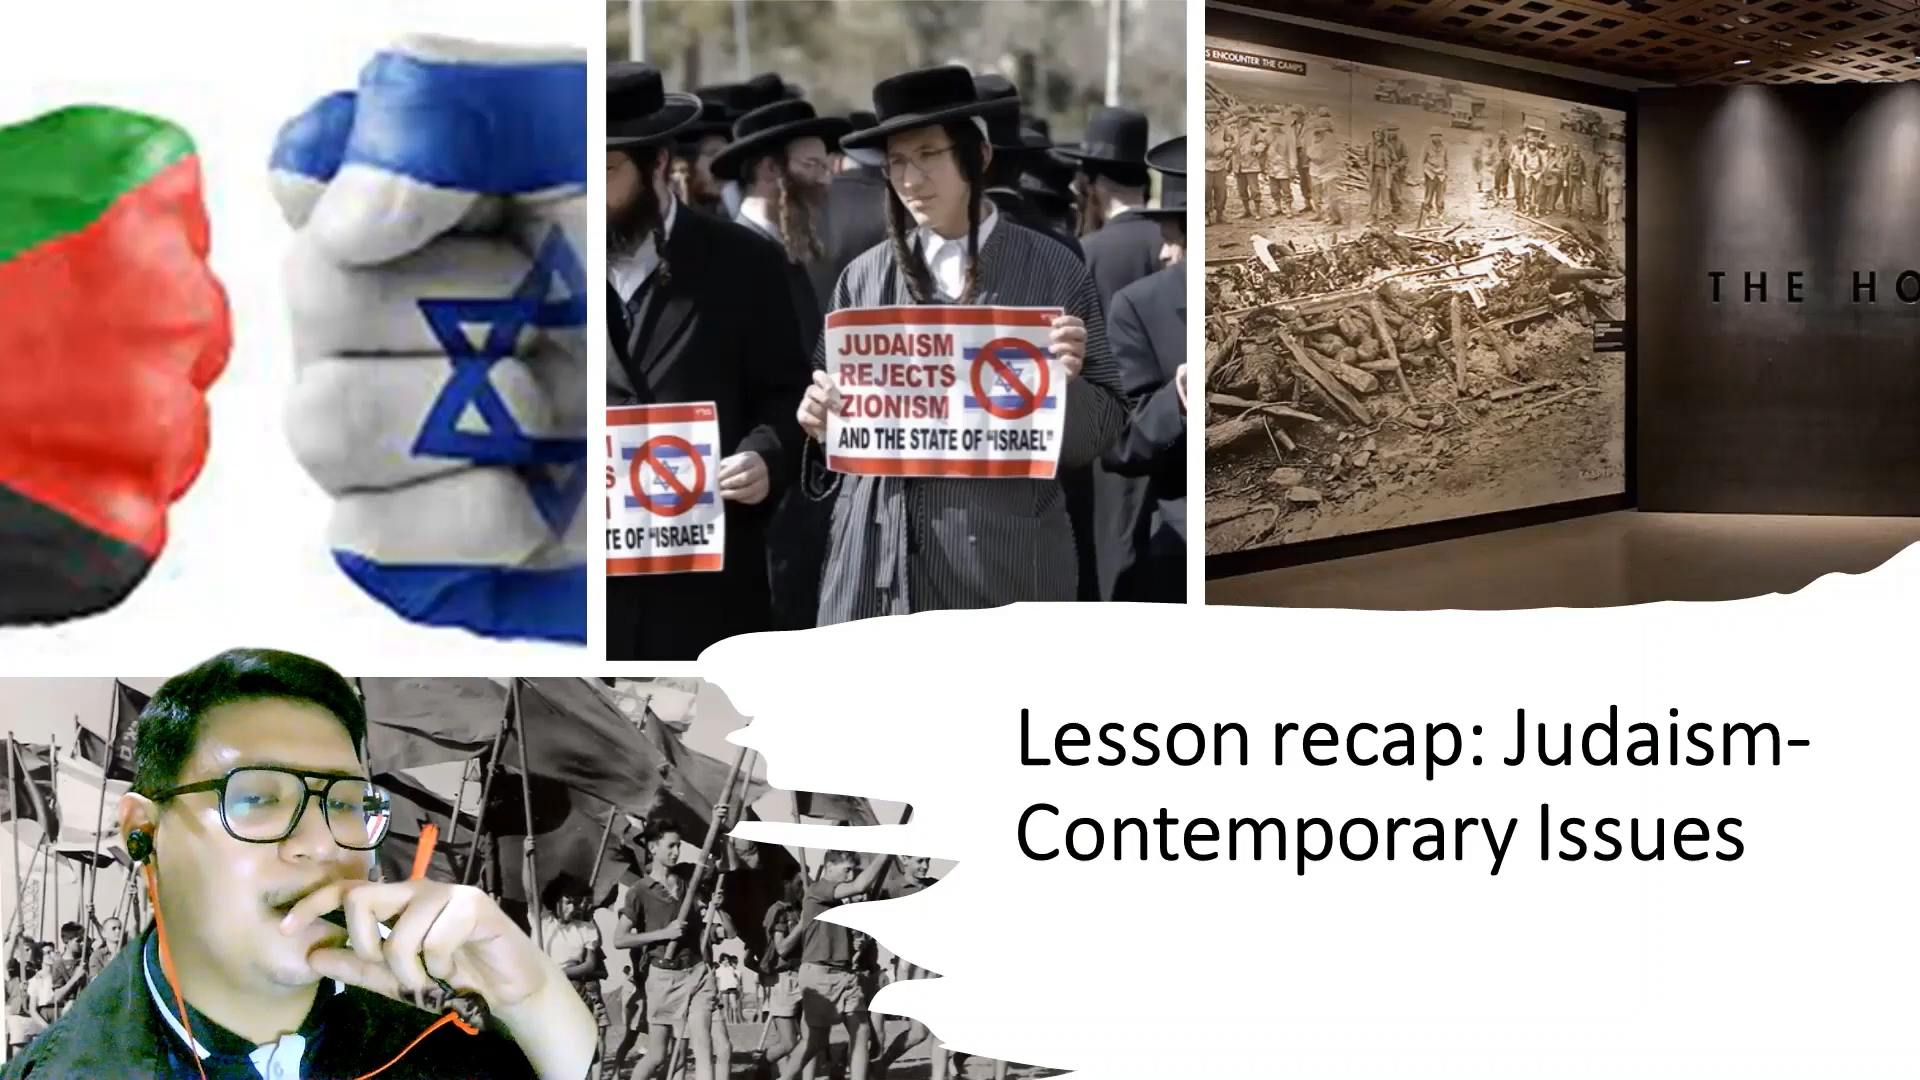 S ENCOUNTER THE CAMPS
THE HO
JUDAISM
REJECTS
ZIONISM
AND THE STATE OF “ISRAEL”
TE OF “ISRAEL”
Lesson recap: Judaism-
Contemporary Issues